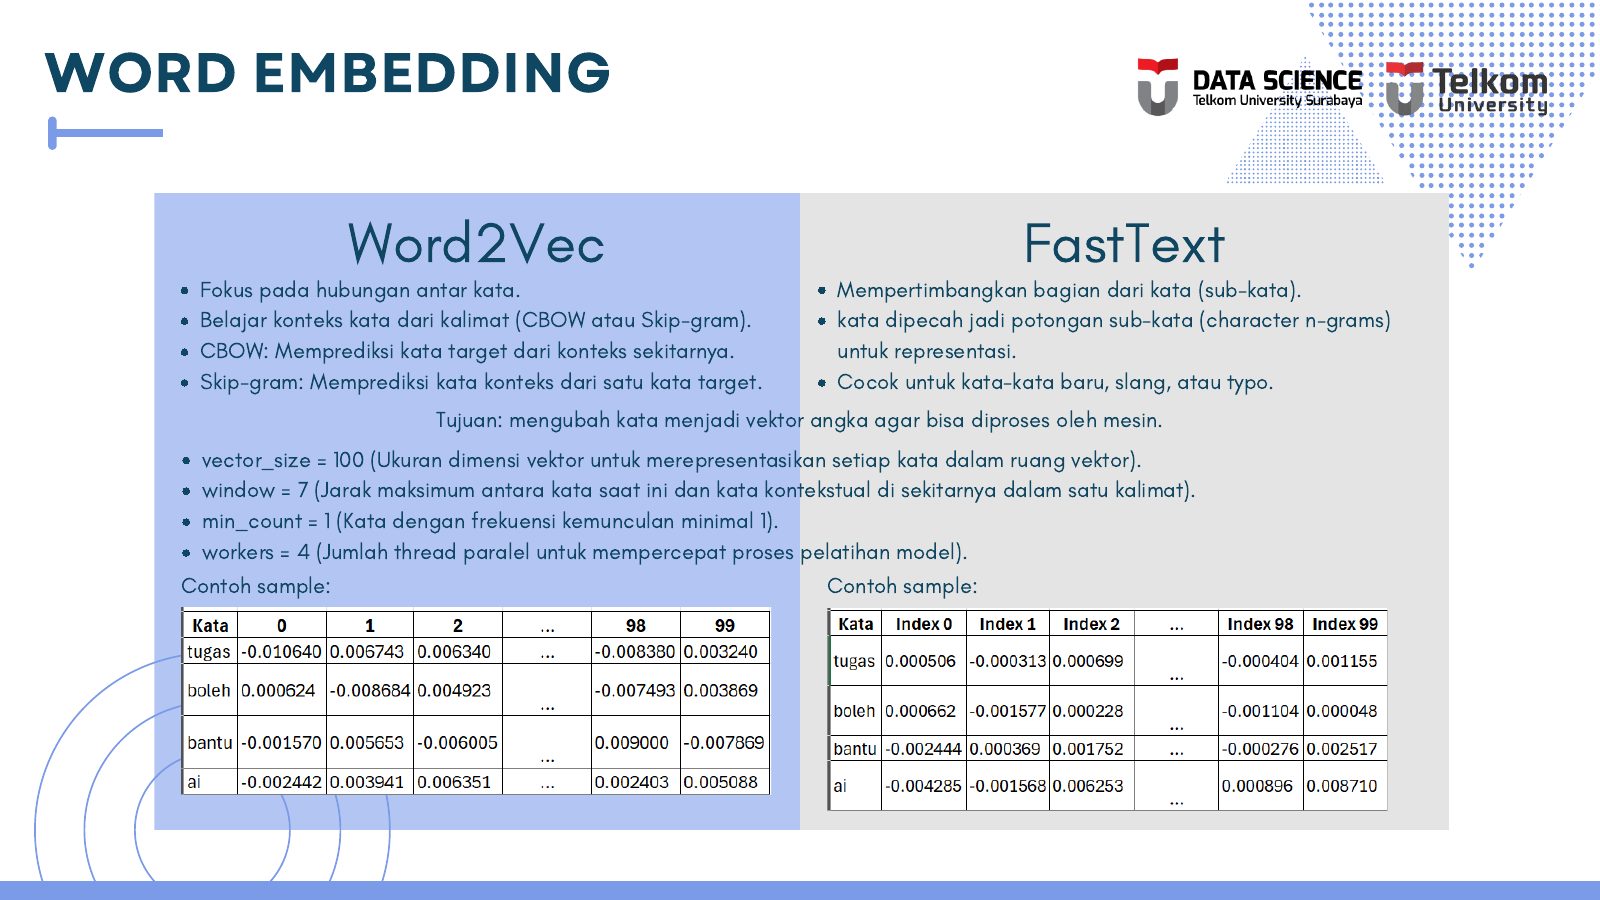 WORD EMBEDDING
DATA SCIENCE
Telkom University Surabaya
Telkom
University
Word2Vec
• Fokus pada hubungan antar kata.
• Belajar konteks kata dari kalimat (CBOW atau Skip-gram).
• CBOW: Memprediksi kata target dari konteks sekitarnya.
• Skip-gram: Memprediksi kata konteks dari satu kata target.
FastText
• Mempertimbangkan bagian dari kata (sub-kata).
• kata dipecah jadi potongan sub-kata (character n-grams)
untuk representasi.
• Cocok untuk kata-kata baru, slang, atau typo.
Tujuan: mengubah kata menjadi vektor angka agar bisa diproses oleh mesin.
• vector_size = 100 (Ukuran dimensi vektor untuk merepresentasikan setiap kata dalam ruang vektor).
• window = 7 (Jarak maksimum antara kata saat ini dan kata kontekstual di sekitarnya dalam satu kalimat).
• min_count = 1 (Kata dengan frekuensi kemunculan minimal 1).
• workers = 4 (Jumlah thread paralel untuk mempercepat proses pelatihan model).
Contoh sample:
Kata 0 1 2 ... 98 99
tugas -0.010640 0.006743 0.006340 ... -0.008380 0.003240
boleh 0.000624 -0.008684 0.004923 ... -0.007493 0.003869
bantu -0.001570 0.005653 -0.006005 ... 0.009000 -0.007869
ai -0.002442 0.003941 0.006351 ... 0.002403 0.005088
Contoh sample:
Kata Index 0 Index 1 Index 2 ... Index 98 Index 99
tugas 0.000506 -0.000313 0.000699 ... -0.000404 0.001155
boleh 0.000662 -0.001577 0.000228 ... -0.001104 0.000048
bantu -0.002444 0.000369 0.001752 ... -0.000276 0.002517
ai -0.004285 -0.001568 0.006253 ... 0.000896 0.008710